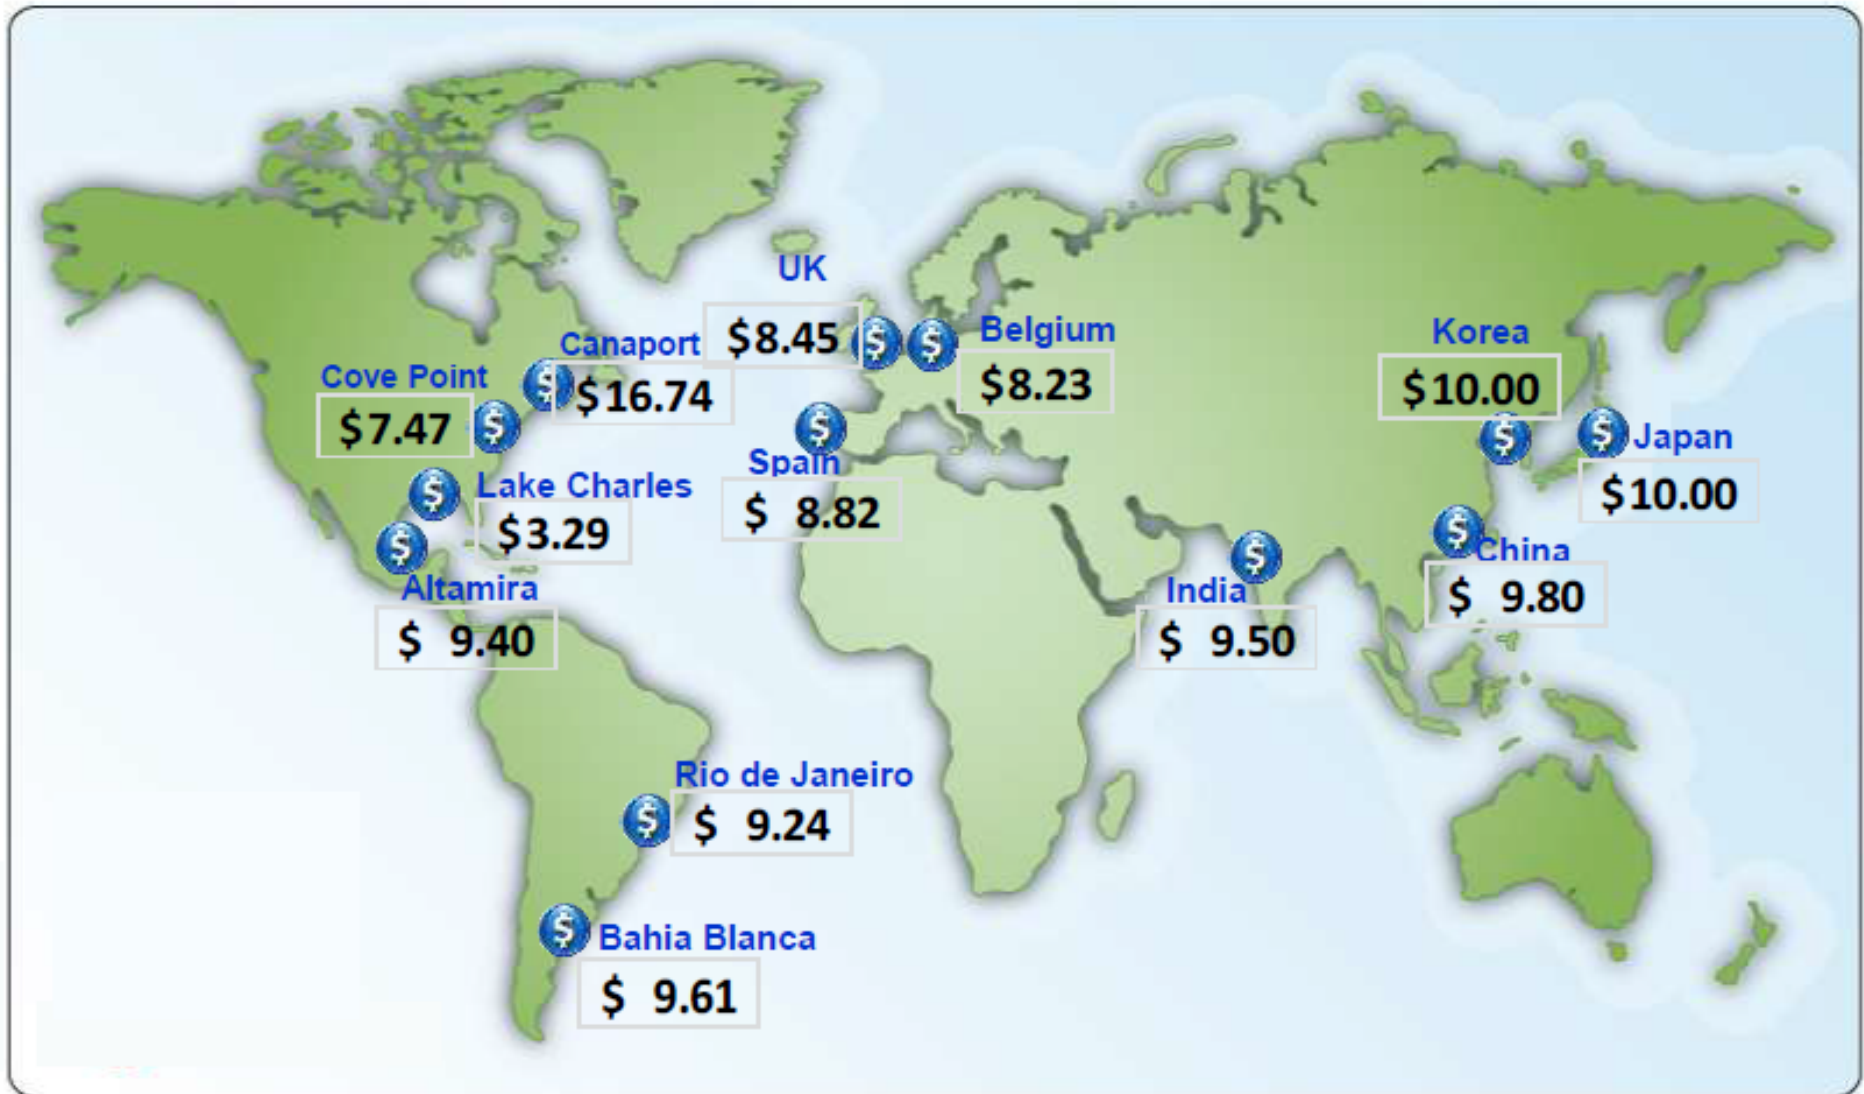 UK
$8.45
Belgium
$8.23
Korea
$10.00
Canaport
$16.74
Cove Point
$7.47
Japan
$10.00
Spain
$ 8.82
Lake Charles
$3.29
China
$ 9.80
Altamira
$ 9.40
India
$ 9.50
Rio de Janeiro
$ 9.24
Bahia Blanca
$ 9.61